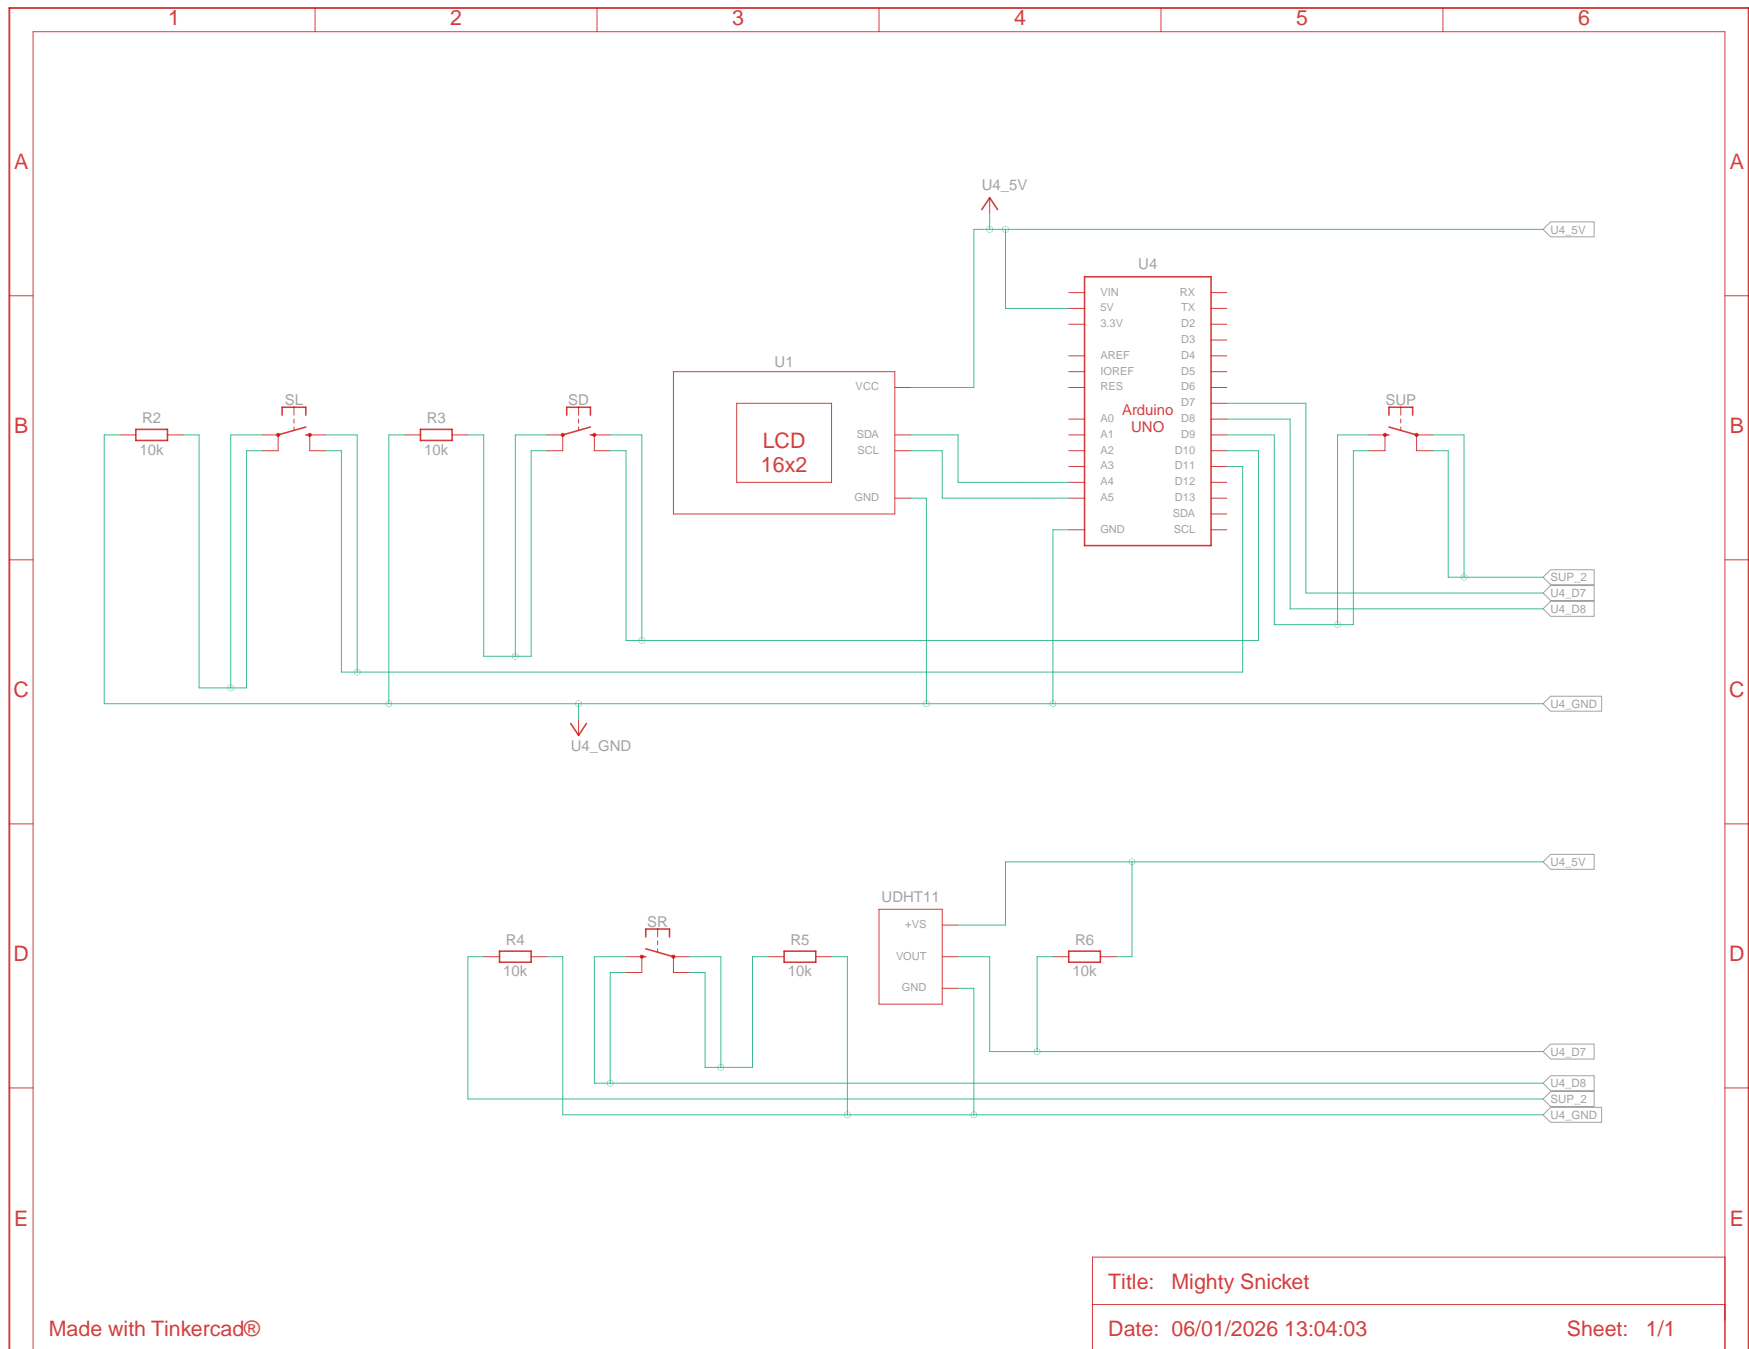 1 2 3 4 5 6
A A
U4_5V
U4_5V
U4
VIN RX
5V TX
3.3V D2
D3
AREF D4
IOREF D5
RES D6
D7
A0 D8
A1 D9
A2 D10
A3 D11
A4 D12
A5 D13
SDA
GND SCL
Arduino
UNO
U1
VCC
SDA
SCL
GND
LCD
16x2
B B
R2
10k
SL
R3
10k
SD
SUP
SUP_2
U4_D7
U4_D8
C C
U4_GND
U4_GND
U4_5V
UDHT11
+VS
VOUT
GND
D D
R4
10k
SR
R5
10k
R6
10k
U4_D7
U4_D8
SUP_2
U4_GND
E E
Title: Mighty Snicket
Made with Tinkercad®
Date: 06/01/2026 13:04:03 Sheet: 1/1